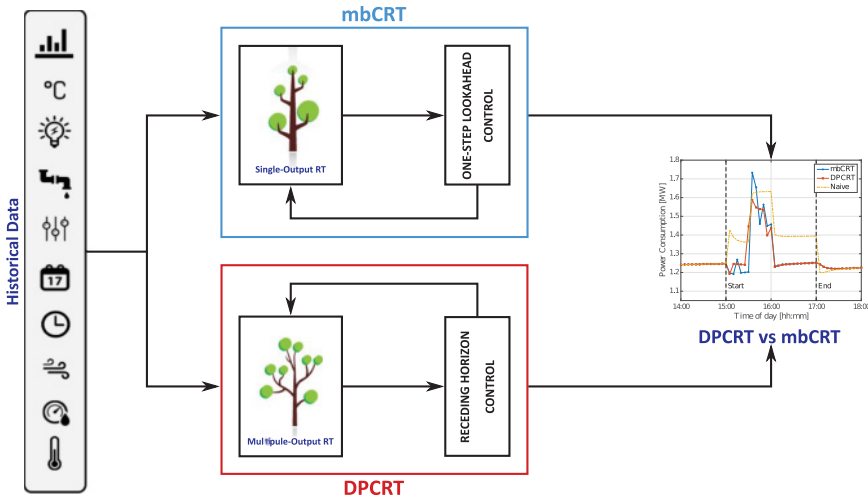 mbCRT
Historical Data
°C
17
Single-Output RT
ONE-STEP LOOKAHEAD
CONTROL
Multipule-Output RT
RECEDING HORIZON
CONTROL
DPCRT
1.8
1.7
1.6
1.5
1.4
1.3
1.2
1.1
Power Consumption [MW]
mbCRT
DPCRT
Naive
Start
End
14:00 15:00 16:00 17:00 18:00
Time of day [hh:mm]
DPCRT vs mbCRT